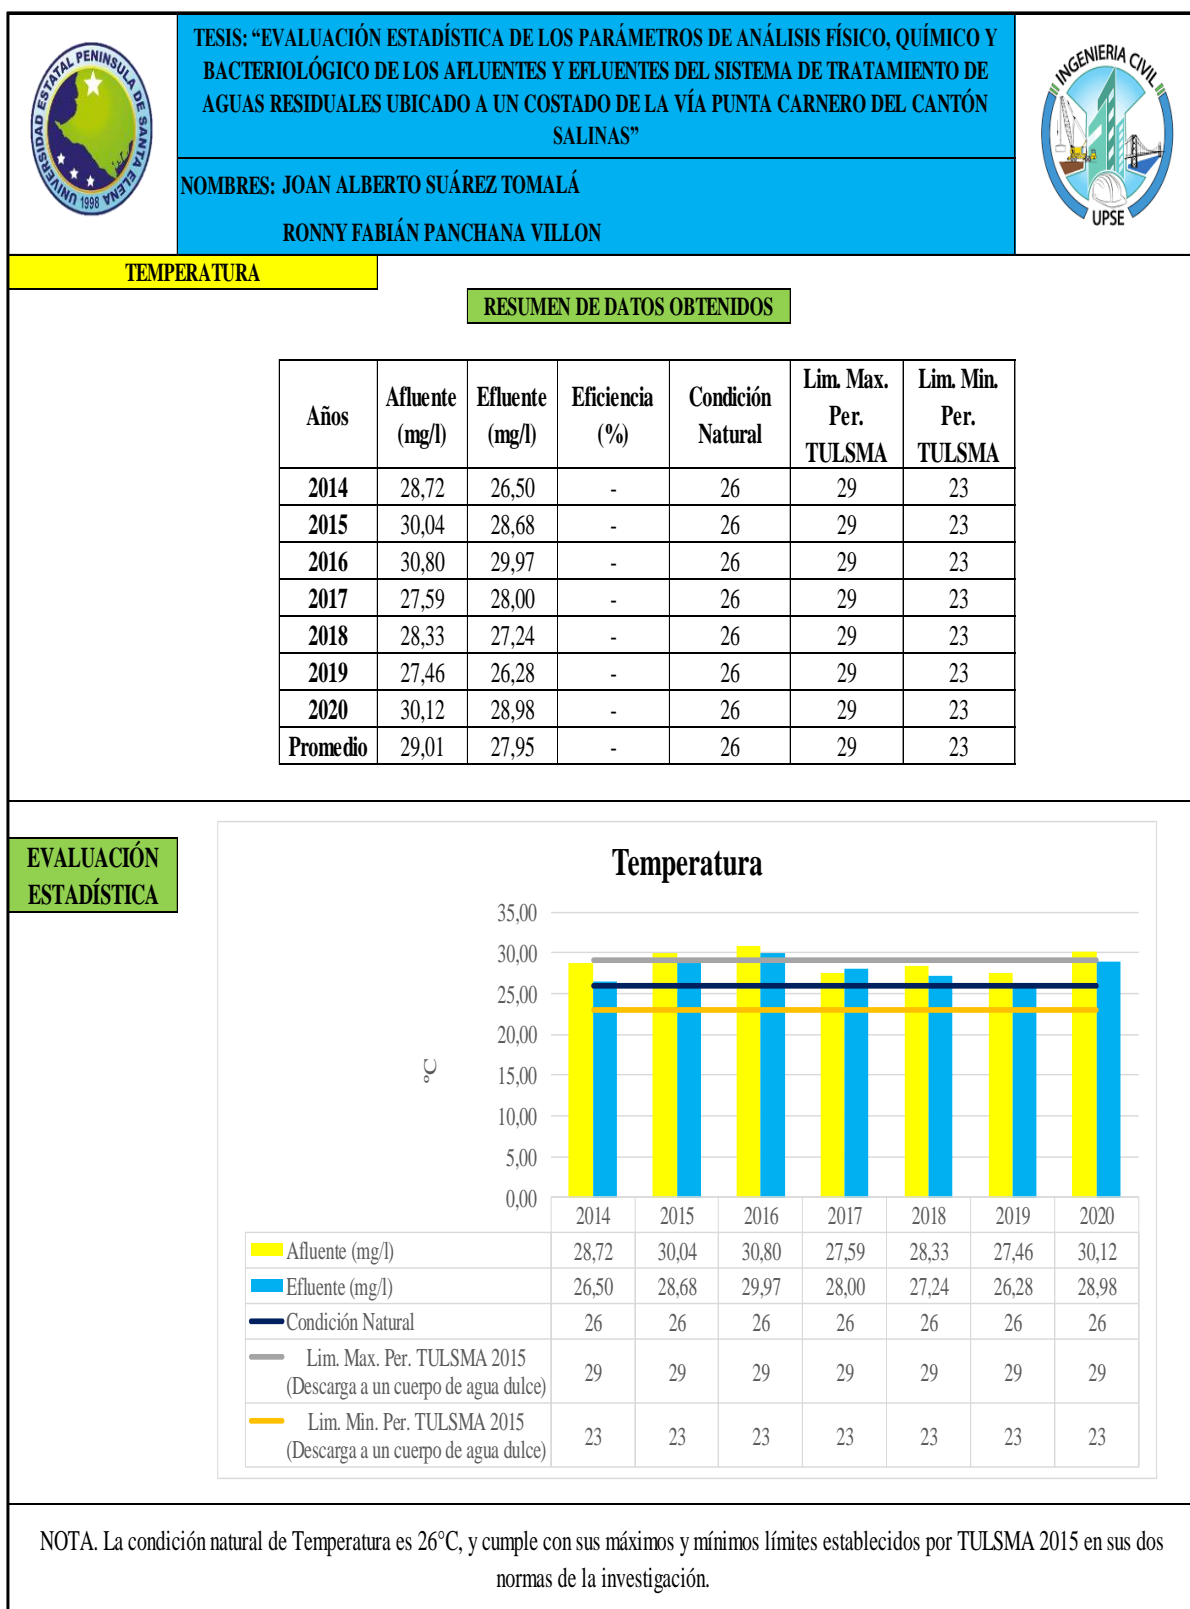 UNIVERSIDAD ESTATAL PENINSULA DE SANTA ELENA
1998
TESIS: “EVALUACIÓN ESTADÍSTICA DE LOS PARÁMETROS DE ANÁLISIS FÍSICO, QUÍMICO Y
BACTERIOLÓGICO DE LOS AFLUENTES Y EFLUENTES DEL SISTEMA DE TRATAMIENTO DE
AGUAS RESIDUALES UBICADO A UN COSTADO DE LA VÍA PUNTA CARNERO DEL CANTÓN
SALINAS”
NOMBRES: JOAN ALBERTO SUÁREZ TOMALÁ
RONNY FABIÁN PANCHANA VILLON
INGENIERIA CIVIL
UPSE
TEMPERATURA
RESUMEN DE DATOS OBTENIDOS
Años Afluente (mg/l) Efluente (mg/l) Eficiencia (%) Condición Natural Lim. Max. Per. TULSMA Lim. Min. Per. TULSMA
2014 28,72 26,50 - 26 29 23
2015 30,04 28,68 - 26 29 23
2016 30,80 29,97 - 26 29 23
2017 27,59 28,00 - 26 29 23
2018 28,33 27,24 - 26 29 23
2019 27,46 26,28 - 26 29 23
2020 30,12 28,98 - 26 29 23
Promedio 29,01 27,95 - 26 29 23
EVALUACIÓN
ESTADÍSTICA
Temperatura
°C
35,00
30,00
25,00
20,00
15,00
10,00
5,00
0,00
2014 2015 2016 2017 2018 2019 2020
Afluente (mg/l) 28,72 30,04 30,80 27,59 28,33 27,46 30,12
Efluente (mg/l) 26,50 28,68 29,97 28,00 27,24 26,28 28,98
Condición Natural 26 26 26 26 26 26 26
Lim. Max. Per. TULSMA 2015
(Descarga a un cuerpo de agua dulce) 29 29 29 29 29 29 29
Lim. Min. Per. TULSMA 2015
(Descarga a un cuerpo de agua dulce) 23 23 23 23 23 23 23
NOTA. La condición natural de Temperatura es 26°C, y cumple con sus máximos y mínimos límites establecidos por TULSMA 2015 en sus dos
normas de la investigación.